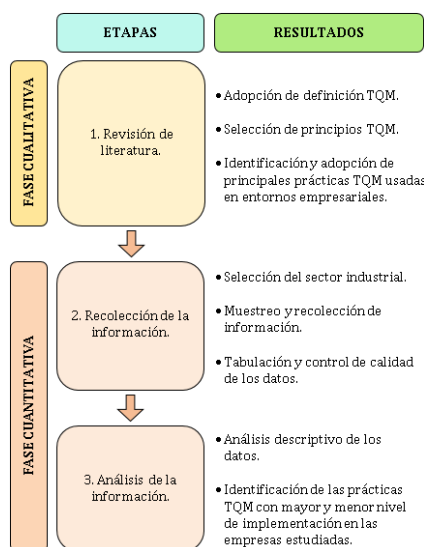 ETAPAS
RESULTADOS
FASE CUALITATIVA
1. Revisión de
literatura.
• Adopción de definición TQM.
• Selección de principios TQM.
• Identificación y adopción de
principales prácticas TQM usadas
en entornos empresariales.
FASE CUANTITATIVA
2. Recolección de la
información.
• Selección del sector industrial.
• Muestreo y recolección de
información.
• Tabulación y control de calidad
de los datos.
3. Análisis de la
información.
• Análisis descriptivo de los
datos.
• Identificación de las prácticas
TQM con mayor y menor nivel
de implementación en las
empresas estudiadas.